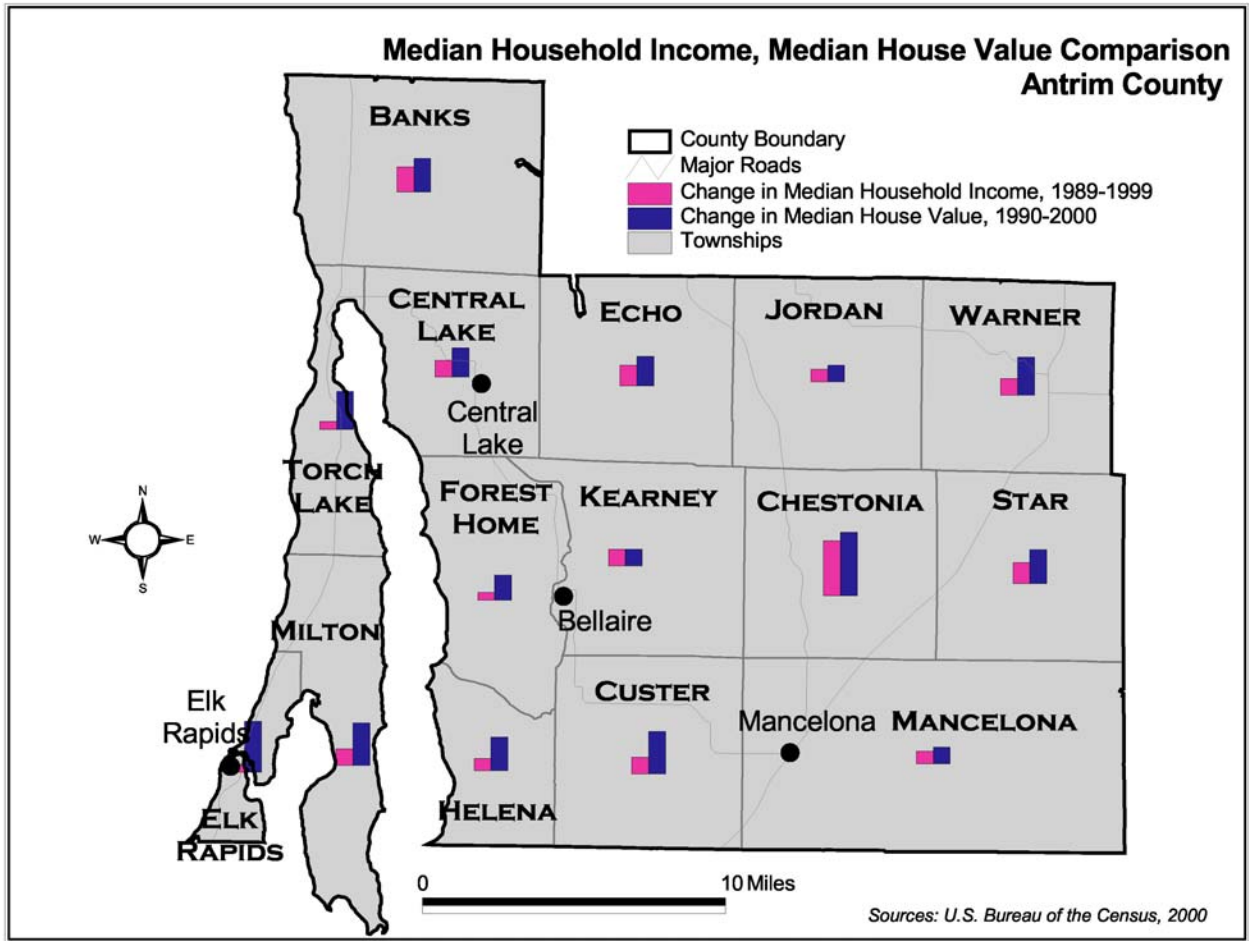 Median Household Income, Median House Value Comparison
Antrim County
County Boundary
Major Roads
Change in Median Household Income, 1989-1999
Change in Median House Value, 1990-2000
Townships
BANKS
CENTRAL
LAKE
Central
Lake
ECHO
JORDAN
WARNER
TORCH
LAKE
FOREST
HOME
KEARNEY
Bellaire
CHESTONIA
STAR
N
W
E
S
MILTON
Elk
Rapids
ELK
RAPIDS
HELENA
CUSTER
Mancelona
MANCELONA
0
10 Miles
Sources: U.S. Bureau of the Census, 2000